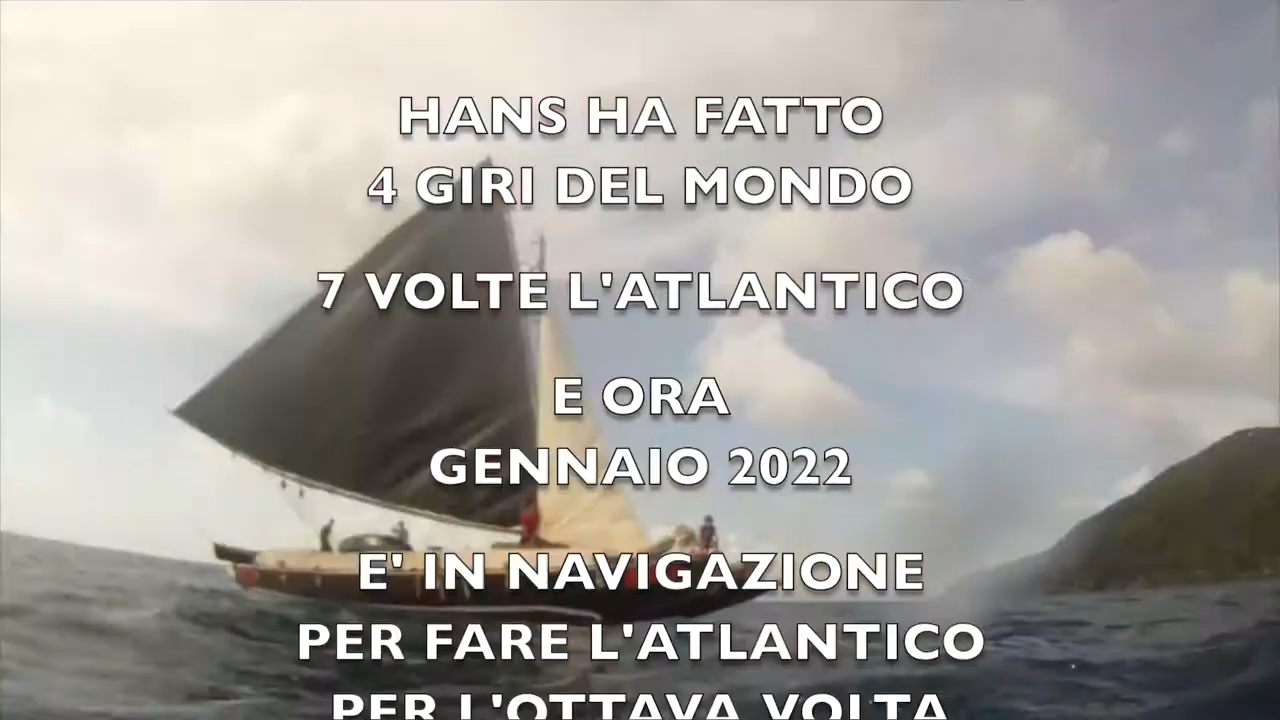 HANS HA FATTO
4 GIRI DEL MONDO
7 VOLTE L'ATLANTICO
E ORA
GENNAIO 2022
E' IN NAVIGAZIONE
PER FARE L'ATLANTICO
PER L'OTTAVA VOLTA